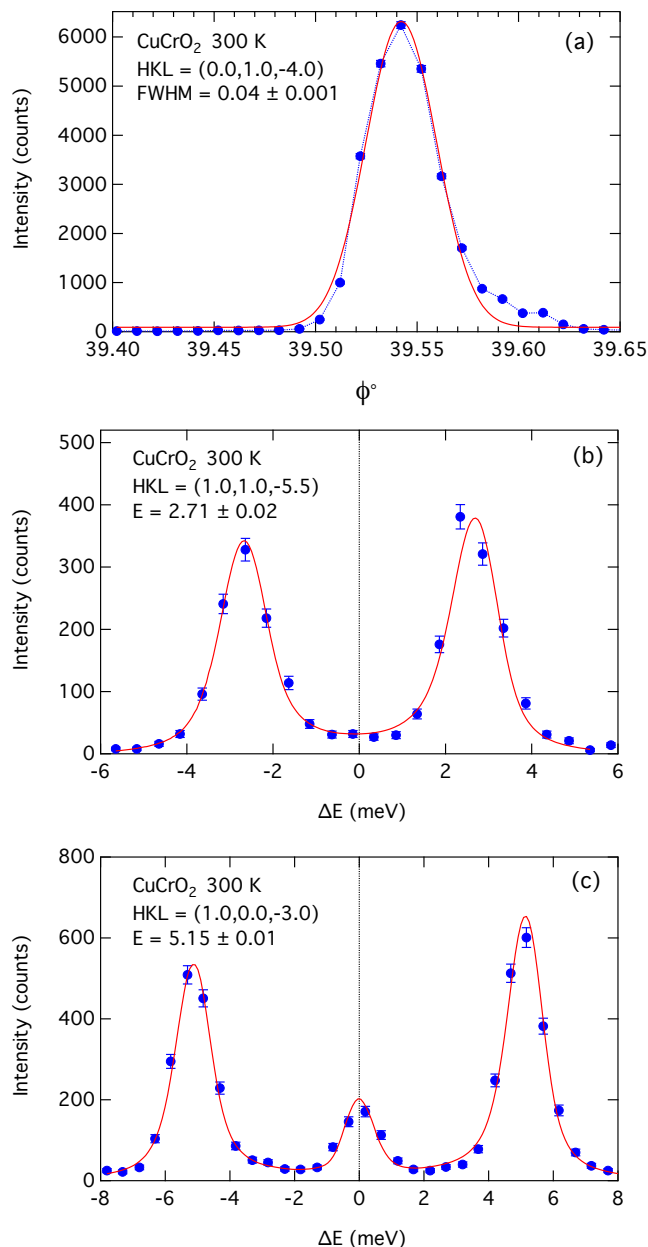 (a)
CuCrO₂ 300 K
HKL = (0.0,1.0,-4.0)
FWHM = 0.04 ± 0.001
Intensity (counts)
6000
5000
4000
3000
2000
1000
0
39.40 39.45 39.50 39.55 39.60 39.65
ϕ°
(b)
CuCrO₂ 300 K
HKL = (1.0,1.0,-5.5)
E = 2.71 ± 0.02
Intensity (counts)
500
400
300
200
100
0
-6 -4 -2 0 2 4 6
ΔE (meV)
(c)
CuCrO₂ 300 K
HKL = (1.0,0.0,-3.0)
E = 5.15 ± 0.01
Intensity (counts)
800
600
400
200
0
-8 -6 -4 -2 0 2 4 6 8
ΔE (meV)